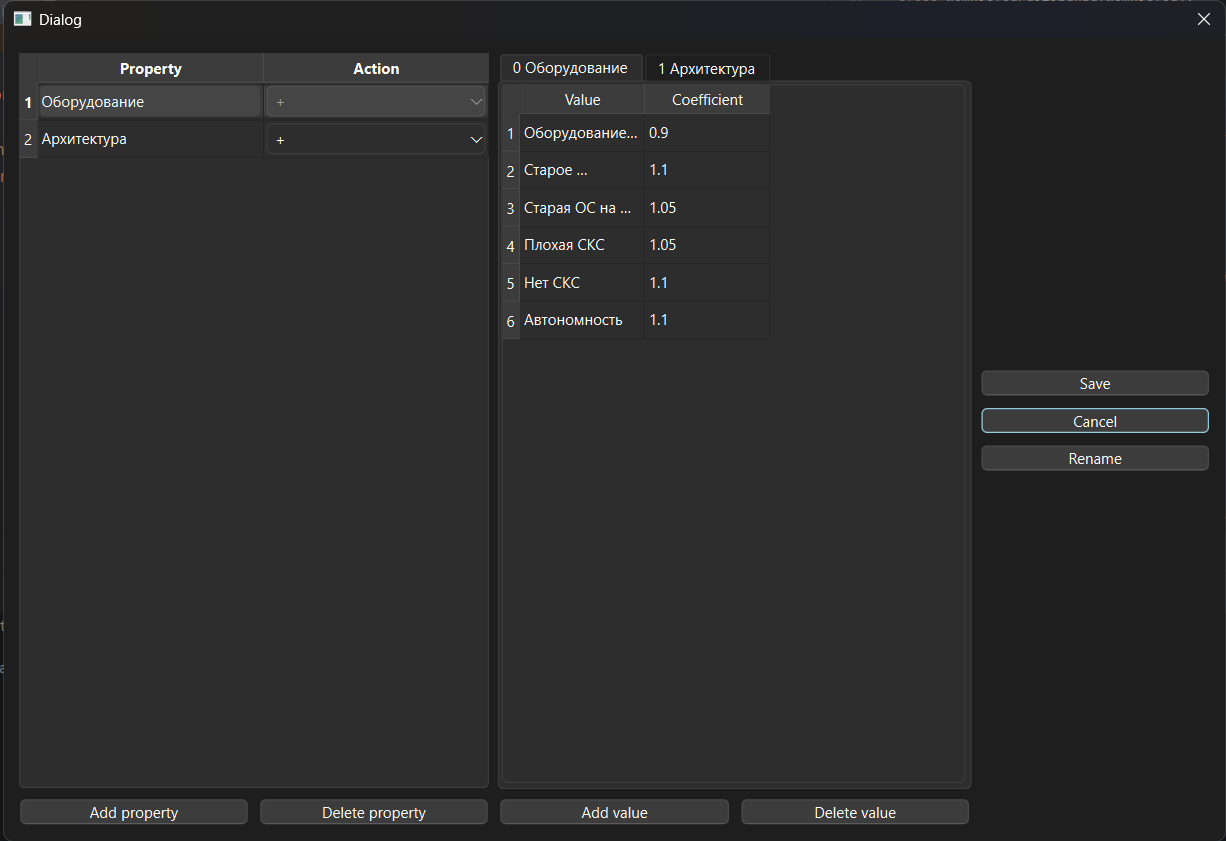 Dialog
Property Action
1 Оборудование +
2 Архитектура +
0 Оборудование 1 Архитектура
Value Coefficient
1 Оборудование... 0.9
2 Старое ... 1.1
3 Старая ОС на ... 1.05
4 Плохая СКС 1.05
5 Нет СКС 1.1
6 Автономность 1.1
Save
Cancel
Rename
Add property Delete property Add value Delete value